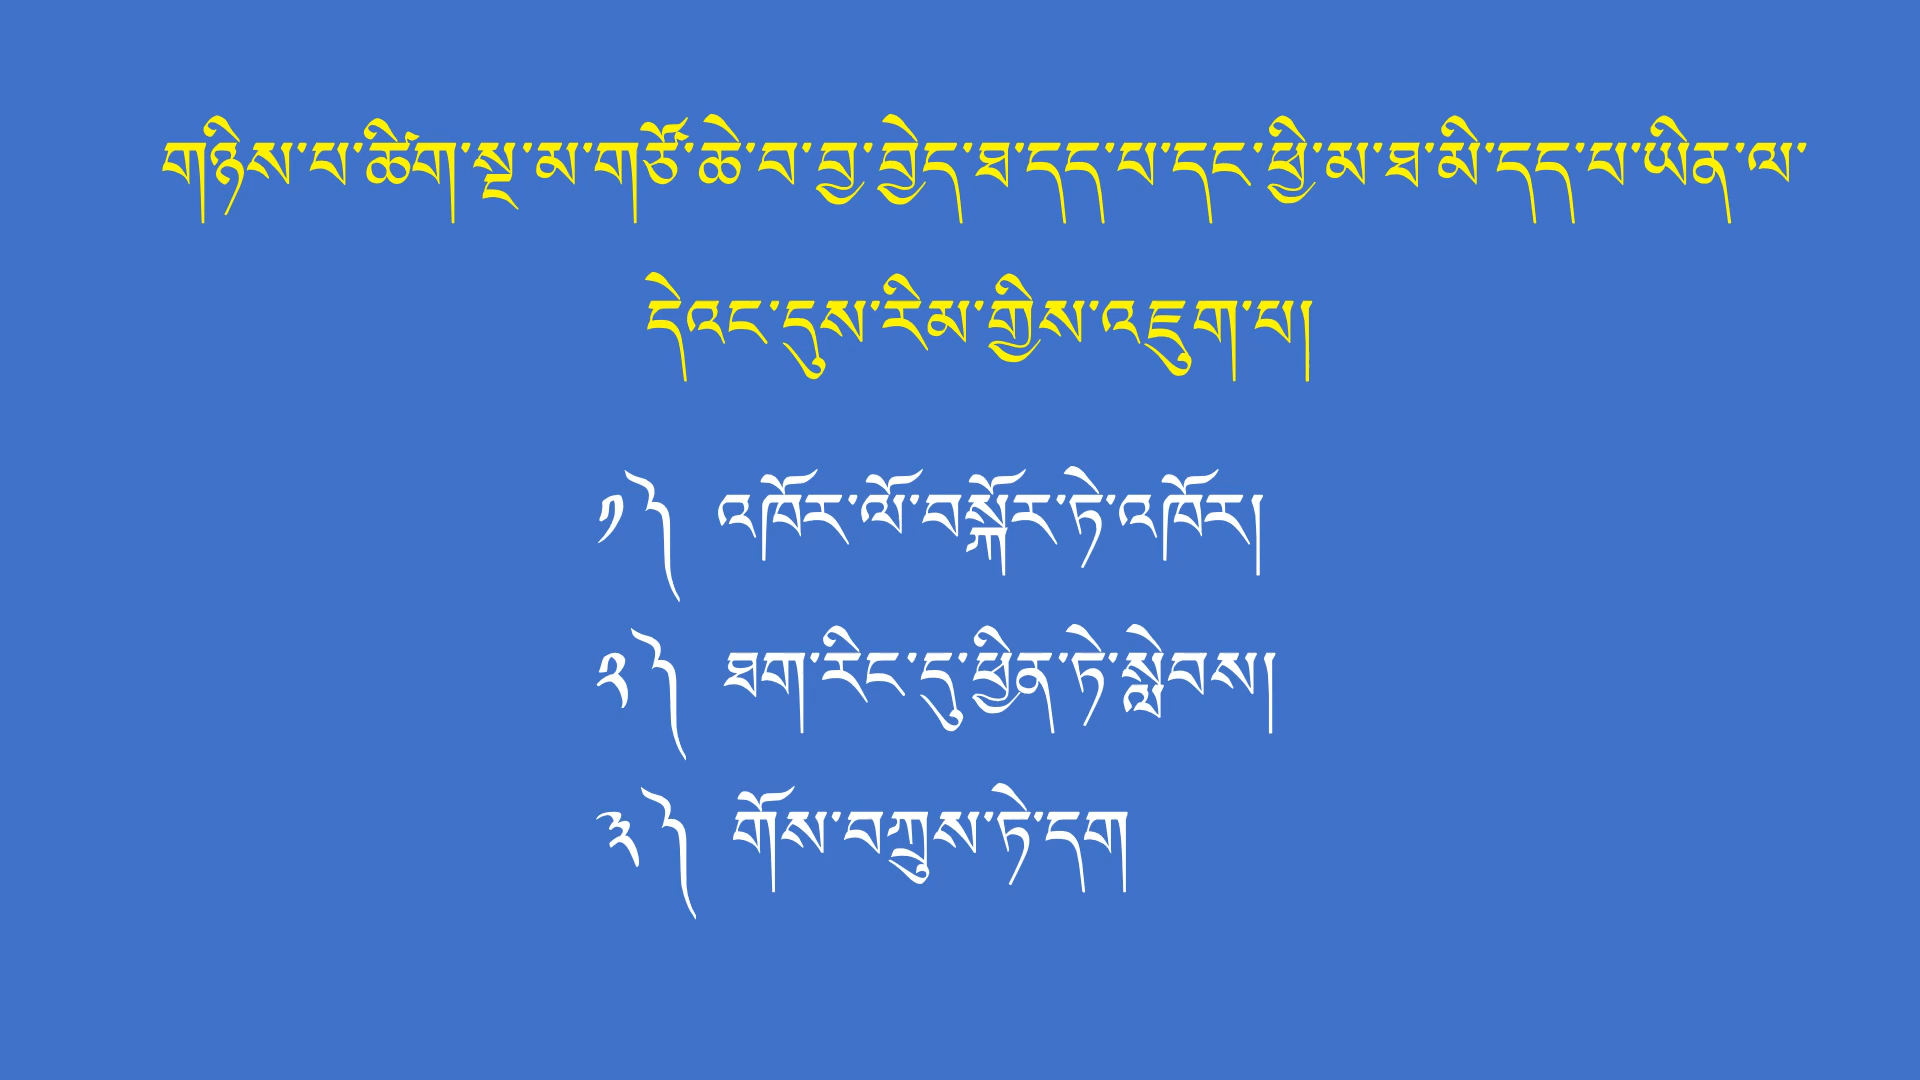 གཉིས་པ་ཚིག་སྔ་མ་གཙོ་ཆེ་བ་བྱ་བྱེད་ཐ་དད་པ་དང་ཕྱི་མ་ཐ་མི་དད་པ་ཡིན་ལ་
དེའང་དུས་རིམ་གྱིས་འཇུག་པ།
༡༽ འཁོར་ལོ་བསྐོར་ཏེ་འཁོར།
༢༽ ཐག་རིང་དུ་ཕྱིན་ཏེ་སླེབས།
༣༽ གོས་བཀྲུས་ཏེ་དག